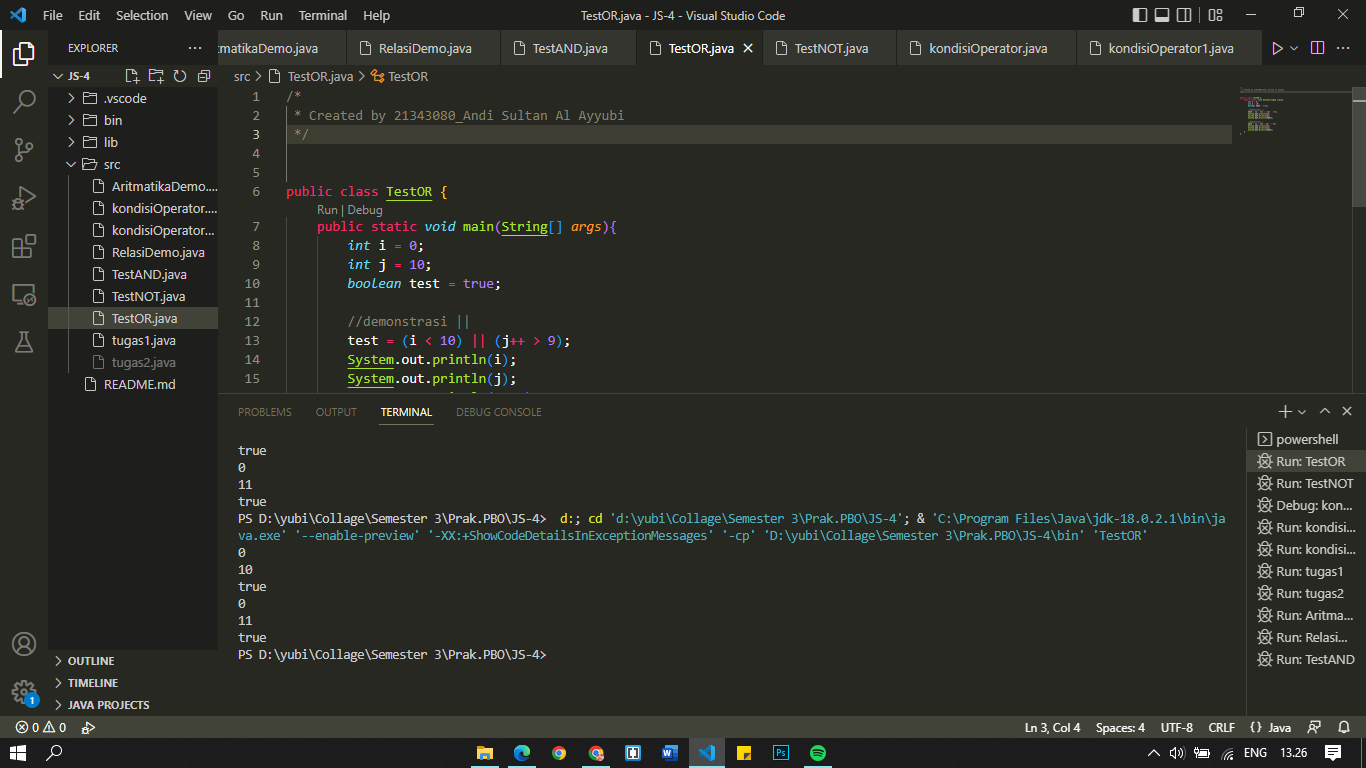 File Edit Selection View Go Run Terminal Help
TestOR.java - JS-4 - Visual Studio Code
EXPLORER
JS-4
.vscode
bin
lib
src
AritmatikaDemo....
kondisiOperator....
kondisiOperator...
RelasiDemo.java
TestAND.java
TestNOT.java
TestOR.java
tugas1.java
tugas2.java
README.md
OUTLINE
TIMELINE
JAVA PROJECTS
tmatikaDemo.java RelasiDemo.java TestAND.java TestOR.java TestNOT.java kondisiOperator.java kondisiOperator1.java
src > TestOR.java > TestOR
1 /*
2 * Created by 21343080_Andi Sultan Al Ayyubi
3 */
4
5
6 public class TestOR {
Run | Debug
7 public static void main(String[] args){
8 int i = 0;
9 int j = 10;
10 boolean test = true;
11
12 //demonstrasi ||
13 test = (i < 10) || (j++ > 9);
14 System.out.println(i);
15 System.out.println(j);
PROBLEMS OUTPUT TERMINAL DEBUG CONSOLE
true
0
11
true
PS D:\yubi\Collage\Semester 3\Prak.PBO\JS-4> d:; cd 'd:\yubi\Collage\Semester 3\Prak.PBO\JS-4'; & 'C:\Program Files\Java\jdk-18.0.2.1\bin\ja
va.exe' '--enable-preview' '-XX:+ShowCodeDetailsInExceptionMessages' '-cp' 'D:\yubi\Collage\Semester 3\Prak.PBO\JS-4\bin' 'TestOR'
0
10
true
0
11
true
PS D:\yubi\Collage\Semester 3\Prak.PBO\JS-4>
powershell
Run: TestOR
Run: TestNOT
Debug: kon...
Run: kondisi...
Run: kondisi...
Run: tugas1
Run: tugas2
Run: Aritma...
Run: Relasi...
Run: TestAND
1
0 0
Ln 3, Col 4 Spaces: 4 UTF-8 CRLF {} Java
ENG 13.26